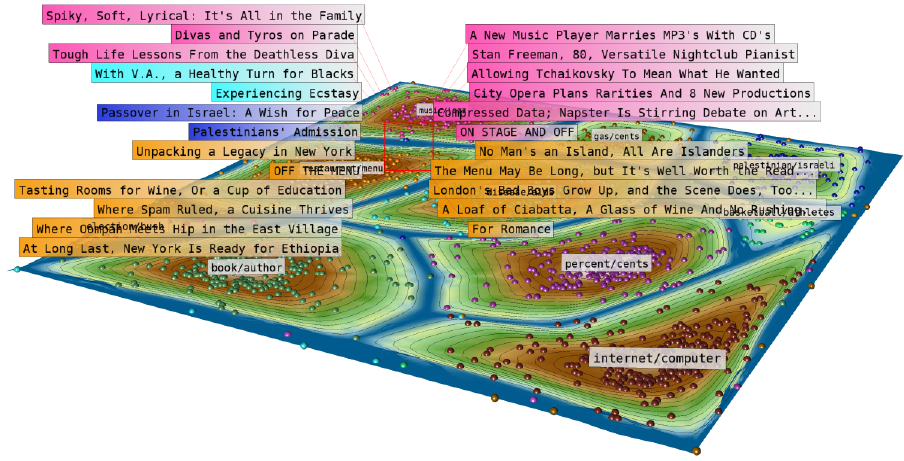 Spiky, Soft, Lyrical: It's All in the Family
Divas and Tyros on Parade
Tough Life Lessons From the Deathless Diva
With V.A., a Healthy Turn for Blacks
Experiencing Ecstasy
Passover in Israel: A Wish for Peace
Palestinians' Admission
Unpacking a Legacy in New York
OFF THE MENU
Tasting Rooms for Wine, Or a Cup of Education
Where Spam Ruled, a Cuisine Thrives
Where Oompah Meets Hip in the East Village
At Long Last, New York Is Ready for Ethiopia
A New Music Player Marries MP3's With CD's
Stan Freeman, 80, Versatile Nightclub Pianist
Allowing Tchaikovsky To Mean What He Wanted
City Opera Plans Rarities And 8 New Productions
Compressed Data; Napster Is Stirring Debate on Art...
ON STAGE AND OFF
No Man's an Island, All Are Islanders
The Menu May Be Long, but It's Well Worth the Read
London's Bad Boys Grow Up, and the Scene Does, Too...
A Loaf of Ciabatta, A Glass of Wine And No Rushing
For Romance
gas/cents
palestinian/israeli
basketball/athletes
election/bush
book/author
percent/cents
internet/computer